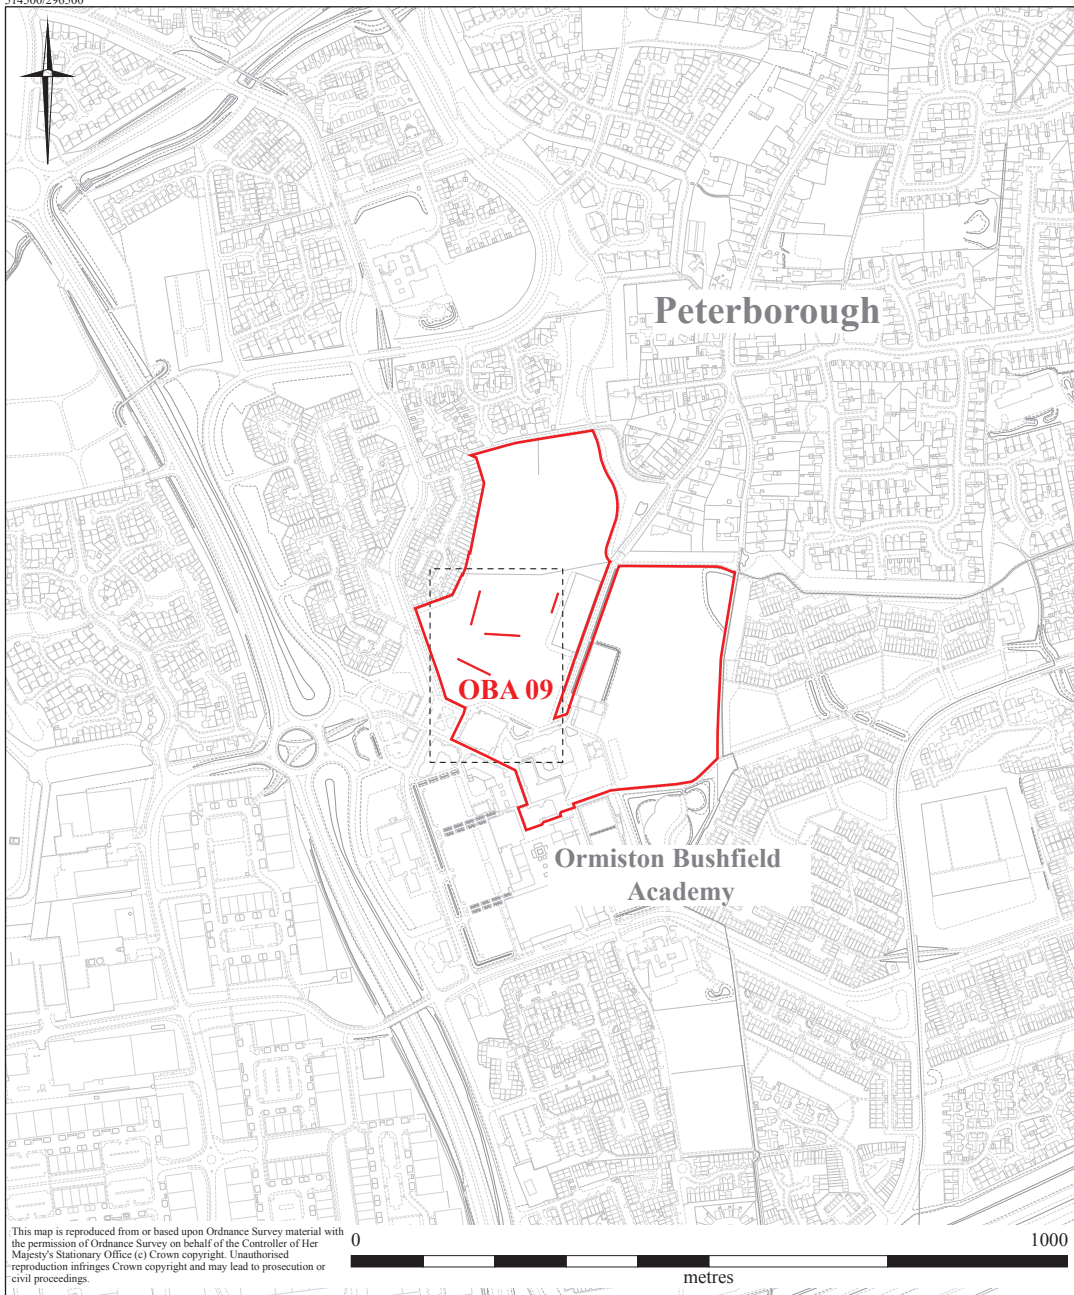 514500/296500
Peterborough
OBA 09
Ormiston Bushfield
Academy
This map is reproduced from or based upon Ordnance Survey material with
the permission of Ordnance Survey on behalf of the Controller of Her
Majesty's Stationary Office (c) Crown copyright. Unauthorised
reproduction infringes Crown copyright and may lead to prosecution or
civil proceedings.
0 1000
metres